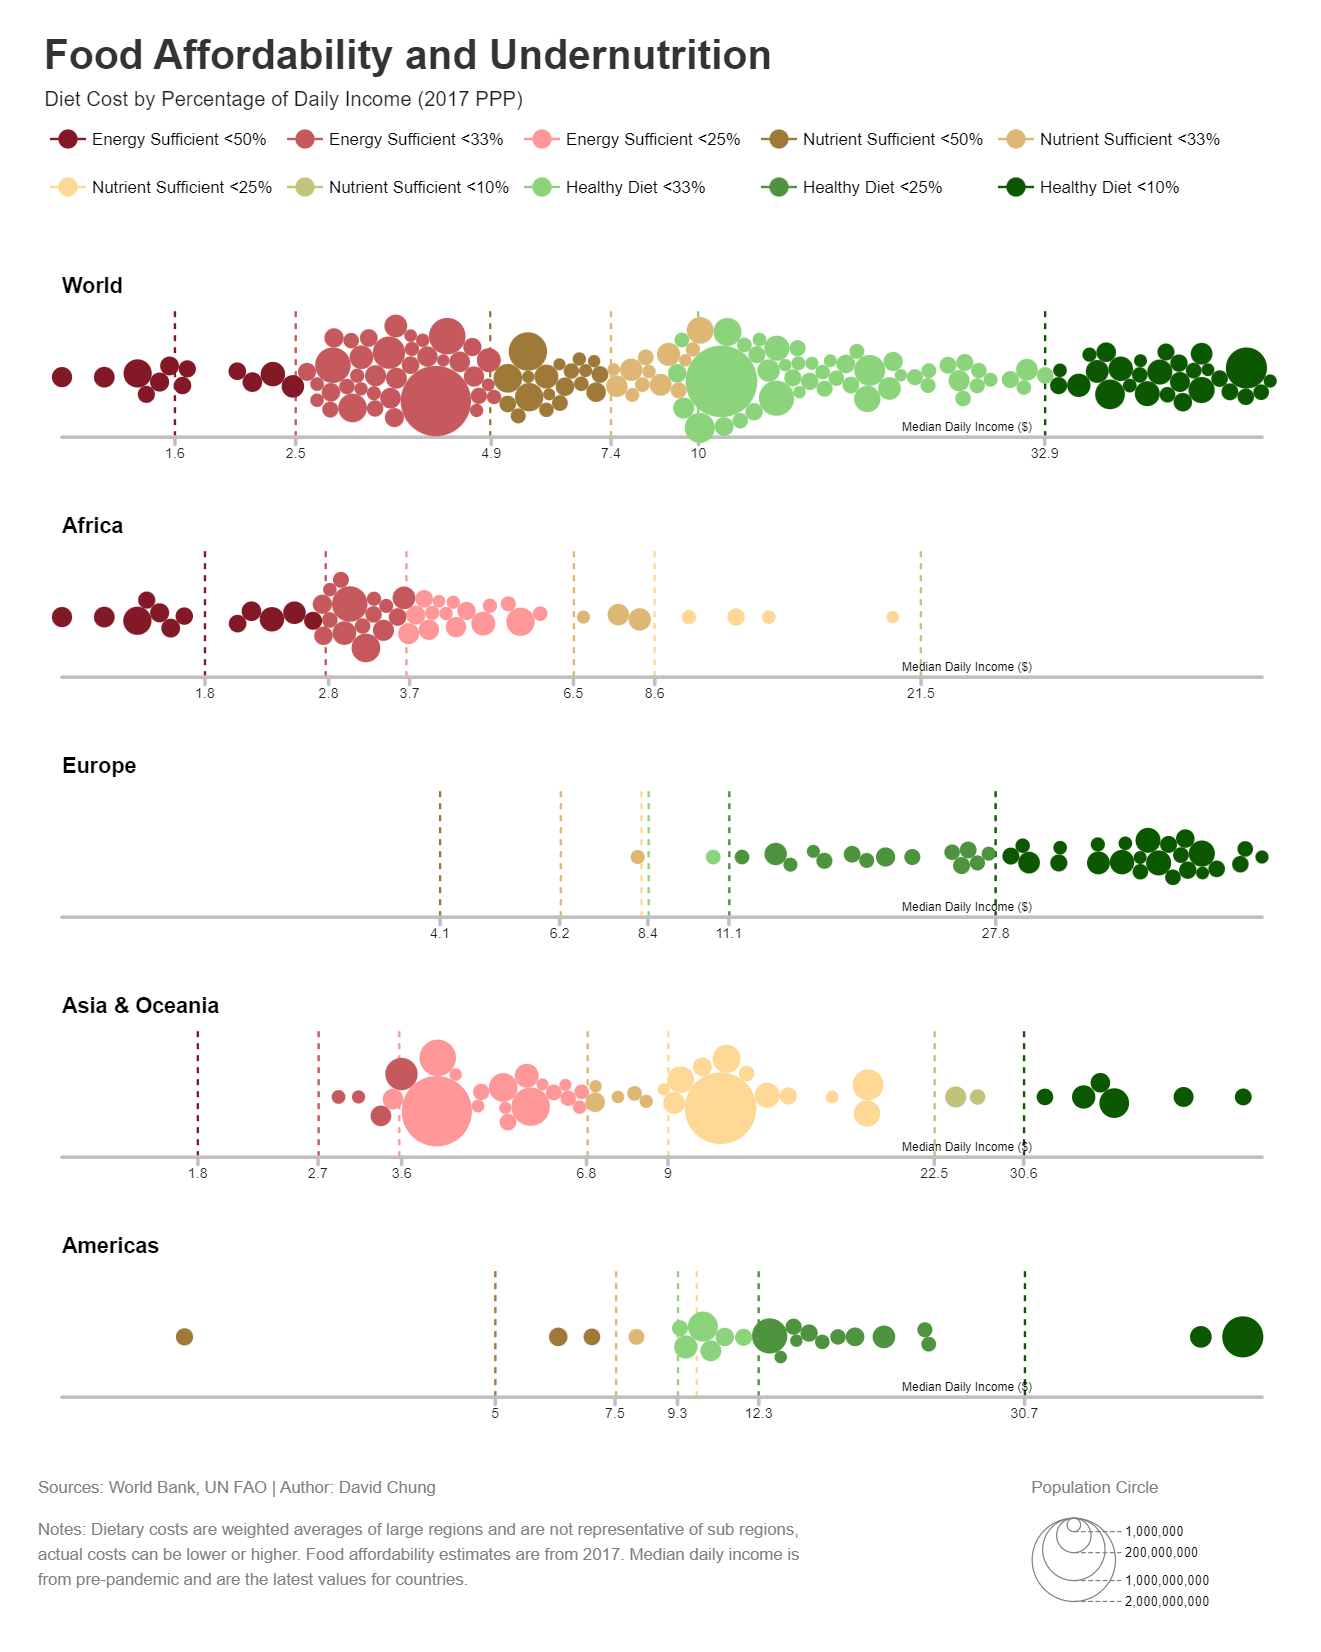 Food Affordability and Undernutrition
Diet Cost by Percentage of Daily Income (2017 PPP)
Energy Sufficient <50% Energy Sufficient <33% Energy Sufficient <25% Nutrient Sufficient <50% Nutrient Sufficient <33%
Nutrient Sufficient <25% Nutrient Sufficient <10% Healthy Diet <33% Healthy Diet <25% Healthy Diet <10%
World
Median Daily Income ($)
1.6 2.5 4.9 7.4 10 32.9
Africa
Median Daily Income ($)
1.8 2.8 3.7 6.5 8.6 21.5
Europe
Median Daily Income ($)
4.1 6.2 8.4 11.1 27.8
Asia & Oceania
Median Daily Income ($)
1.8 2.7 3.6 6.8 9 22.5 30.6
Americas
Median Daily Income ($)
5 7.5 9.3 12.3 30.7
Sources: World Bank, UN FAO | Author: David Chung
Notes: Dietary costs are weighted averages of large regions and are not representative of sub regions,
actual costs can be lower or higher. Food affordability estimates are from 2017. Median daily income is
from pre-pandemic and are the latest values for countries.
Population Circle
1,000,000
200,000,000
1,000,000,000
2,000,000,000